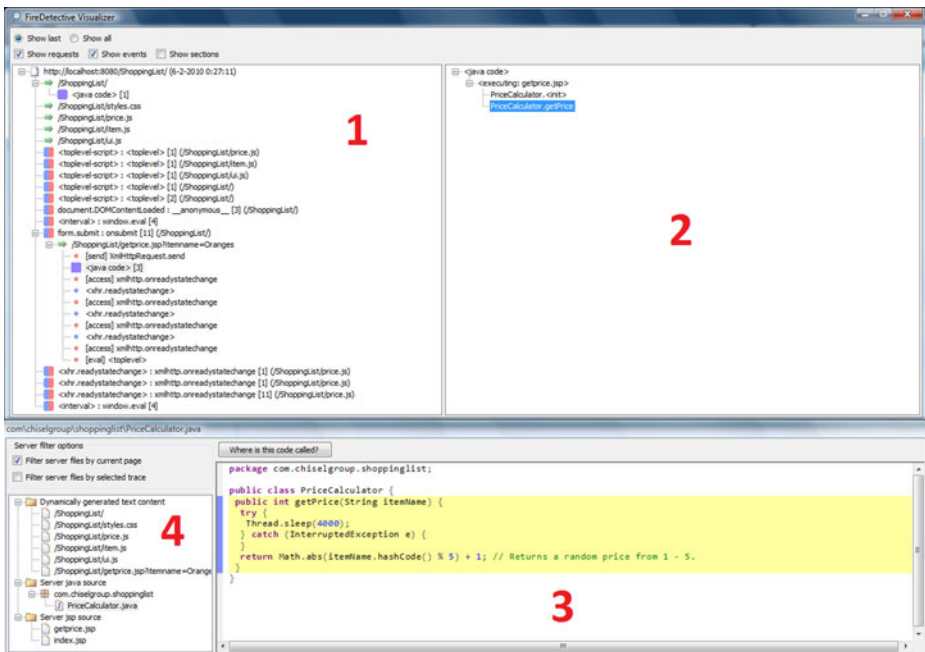 FireDetective Visualizer
Show last Show all
Show requests Show events Show sections
http://localhost:8080/ShoppingList/ (6-2-2010 0:27:11)
/ShoppingList/
<java code> [1]
/ShoppingList/styles.css
/ShoppingList/price.js
/ShoppingList/item.js
/ShoppingList/ui.js
<toplevel-script> : <toplevel> [1] (/ShoppingList/price.js)
<toplevel-script> : <toplevel> [1] (/ShoppingList/item.js)
<toplevel-script> : <toplevel> [1] (/ShoppingList/ui.js)
<toplevel-script> : <toplevel> [1] (/ShoppingList/)
<toplevel-script> : <toplevel> [2] (/ShoppingList/)
document.DOMContentLoaded : __anonymous__ [3] (/ShoppingList/)
<interval> : window.eval [4]
form.submit : onsubmit [11] (/ShoppingList/)
/ShoppingList/getprice.jsp?itemname=Oranges
[send] XmlHttpRequest.send
<java code> [3]
[access] xmlhttp.onreadystatechange
<xhr.readystatechange>
[access] xmlhttp.onreadystatechange
<xhr.readystatechange>
[access] xmlhttp.onreadystatechange
<xhr.readystatechange>
[access] xmlhttp.onreadystatechange
[eval] <toplevel>
<xhr.readystatechange> : xmlhttp.onreadystatechange [1] (/ShoppingList/price.js)
<xhr.readystatechange> : xmlhttp.onreadystatechange [1] (/ShoppingList/price.js)
<xhr.readystatechange> : xmlhttp.onreadystatechange [11] (/ShoppingList/price.js)
<interval> : window.eval [4]
1
<java code>
<executing: getprice.jsp>
PriceCalculator.<init>
PriceCalculator.getPrice
2
com\chiselgroup\shoppinglist\PriceCalculator.java
Server filter options
Filter server files by current page
Filter server files by selected trace
Dynamically generated text content
/ShoppingList/
/ShoppingList/styles.css
/ShoppingList/price.js
/ShoppingList/item.js
/ShoppingList/ui.js
/ShoppingList/getprice.jsp?itemname=Orange
Server java source
com.chiselgroup.shoppinglist
PriceCalculator.java
Server jsp source
getprice.jsp
index.jsp
4
Where is this code called?
package com.chiselgroup.shoppinglist;
public class PriceCalculator {
public int getPrice(String itemName) {
try {
Thread.sleep(4000);
} catch (InterruptedException e) {
}
return Math.abs(itemName.hashCode() % 5) + 1; // Returns a random price from 1 - 5.
}
}
3